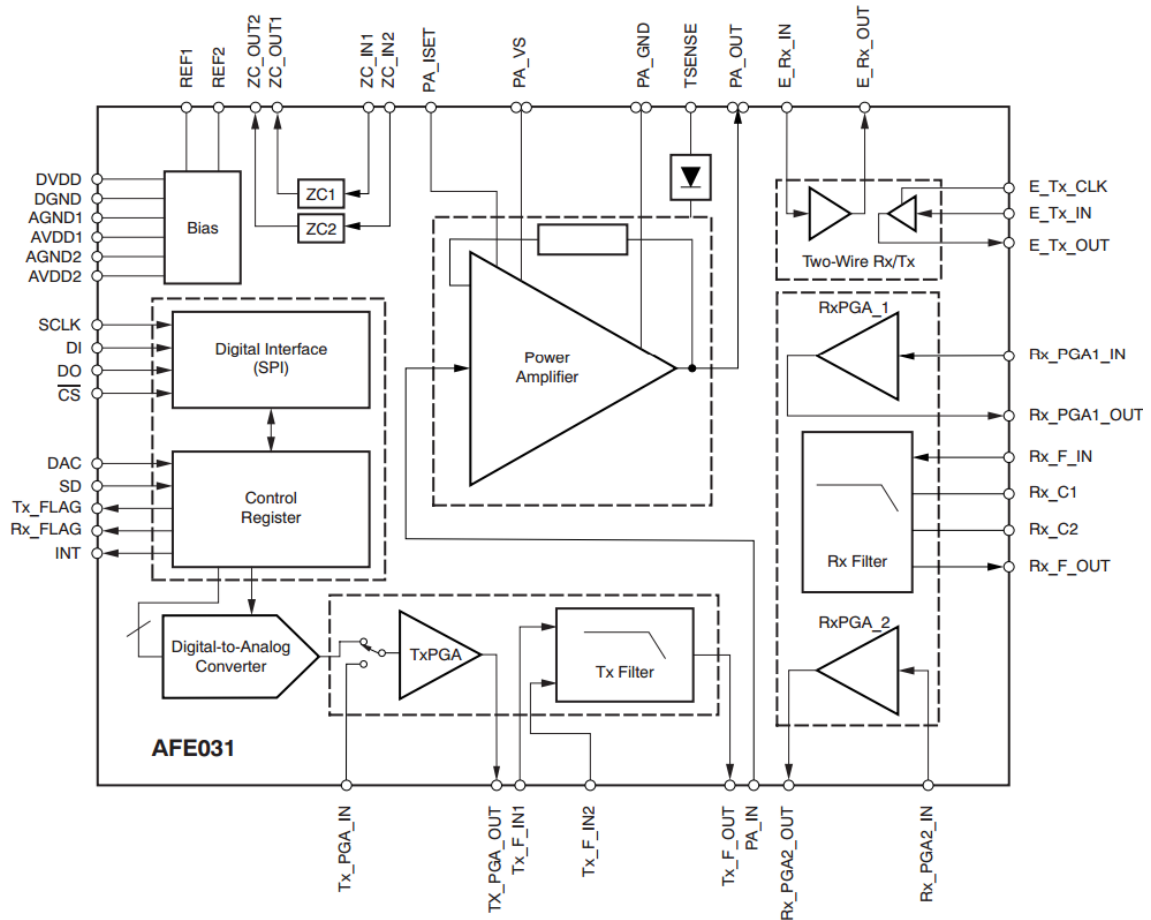 REF1
REF2
ZC_OUT2
ZC_OUT1
ZC_IN1
ZC_IN2
PA_ISET
PA_VS
PA_GND
TSENSE
PA_OUT
E_Rx_IN
E_Rx_OUT
DVDD
DGND
AGND1
AVDD1
AGND2
AVDD2
Bias
ZC1
ZC2
E_Tx_CLK
E_Tx_IN
E_Tx_OUT
Two-Wire Rx/Tx
SCLK
DI
DO
CS
Digital Interface
(SPI)
Power
Amplifier
RxPGA_1
Rx_PGA1_IN
Rx_PGA1_OUT
DAC
SD
Tx_FLAG
Rx_FLAG
INT
Control
Register
Rx_F_IN
Rx_C1
Rx_C2
Rx_F_OUT
Rx Filter
Digital-to-Analog
Converter
TxPGA
Tx Filter
RxPGA_2
AFE031
Tx_PGA_IN
TX_PGA_OUT
Tx_F_IN1
Tx_F_IN2
Tx_F_OUT
PA_IN
Rx_PGA2_OUT
Rx_PGA2_IN